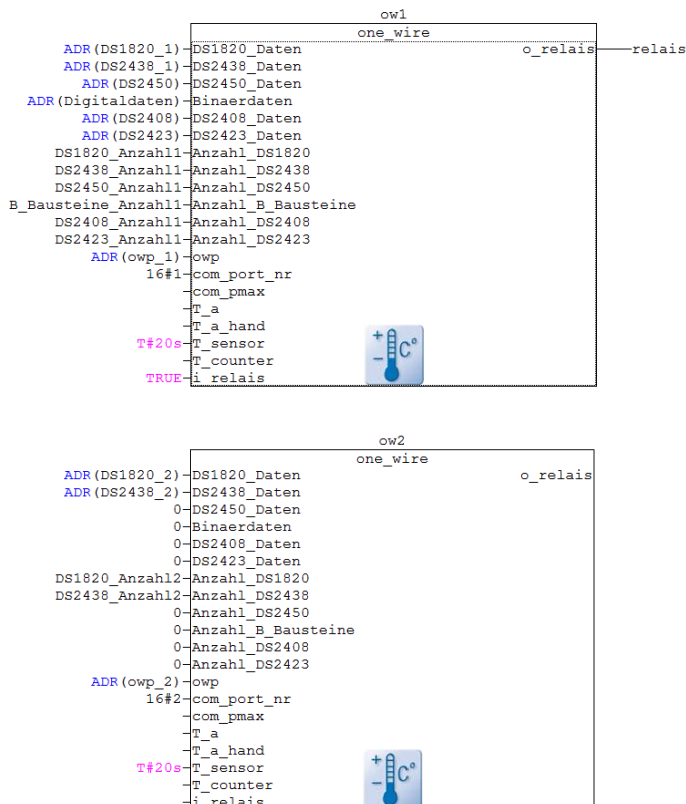 ow1
one_wire
ADR(DS1820_1) DS1820_Daten o_relais relais
ADR(DS2438_1) DS2438_Daten
ADR(DS2450) DS2450_Daten
ADR(Digitaldaten) Binaerdaten
ADR(DS2408) DS2408_Daten
ADR(DS2423) DS2423_Daten
DS1820_Anzahl1 Anzahl_DS1820
DS2438_Anzahl1 Anzahl_DS2438
DS2450_Anzahl1 Anzahl_DS2450
B_Bausteine_Anzahl1 Anzahl_B_Bausteine
DS2408_Anzahl1 Anzahl_DS2408
DS2423_Anzahl1 Anzahl_DS2423
ADR(owp_1) owp
16#1 com_port_nr
com_pmax
T_a
T_a_hand
T#20s T_sensor
T_counter
TRUE i_relais
+ - C°
ow2
one_wire
ADR(DS1820_2) DS1820_Daten o_relais
ADR(DS2438_2) DS2438_Daten
0 DS2450_Daten
0 Binaerdaten
0 DS2408_Daten
0 DS2423_Daten
DS1820_Anzahl2 Anzahl_DS1820
DS2438_Anzahl2 Anzahl_DS2438
0 Anzahl_DS2450
0 Anzahl_B_Bausteine
0 Anzahl_DS2408
0 Anzahl_DS2423
ADR(owp_2) owp
16#2 com_port_nr
com_pmax
T_a
T_a_hand
T#20s T_sensor
T_counter
i_relais
+ - C°